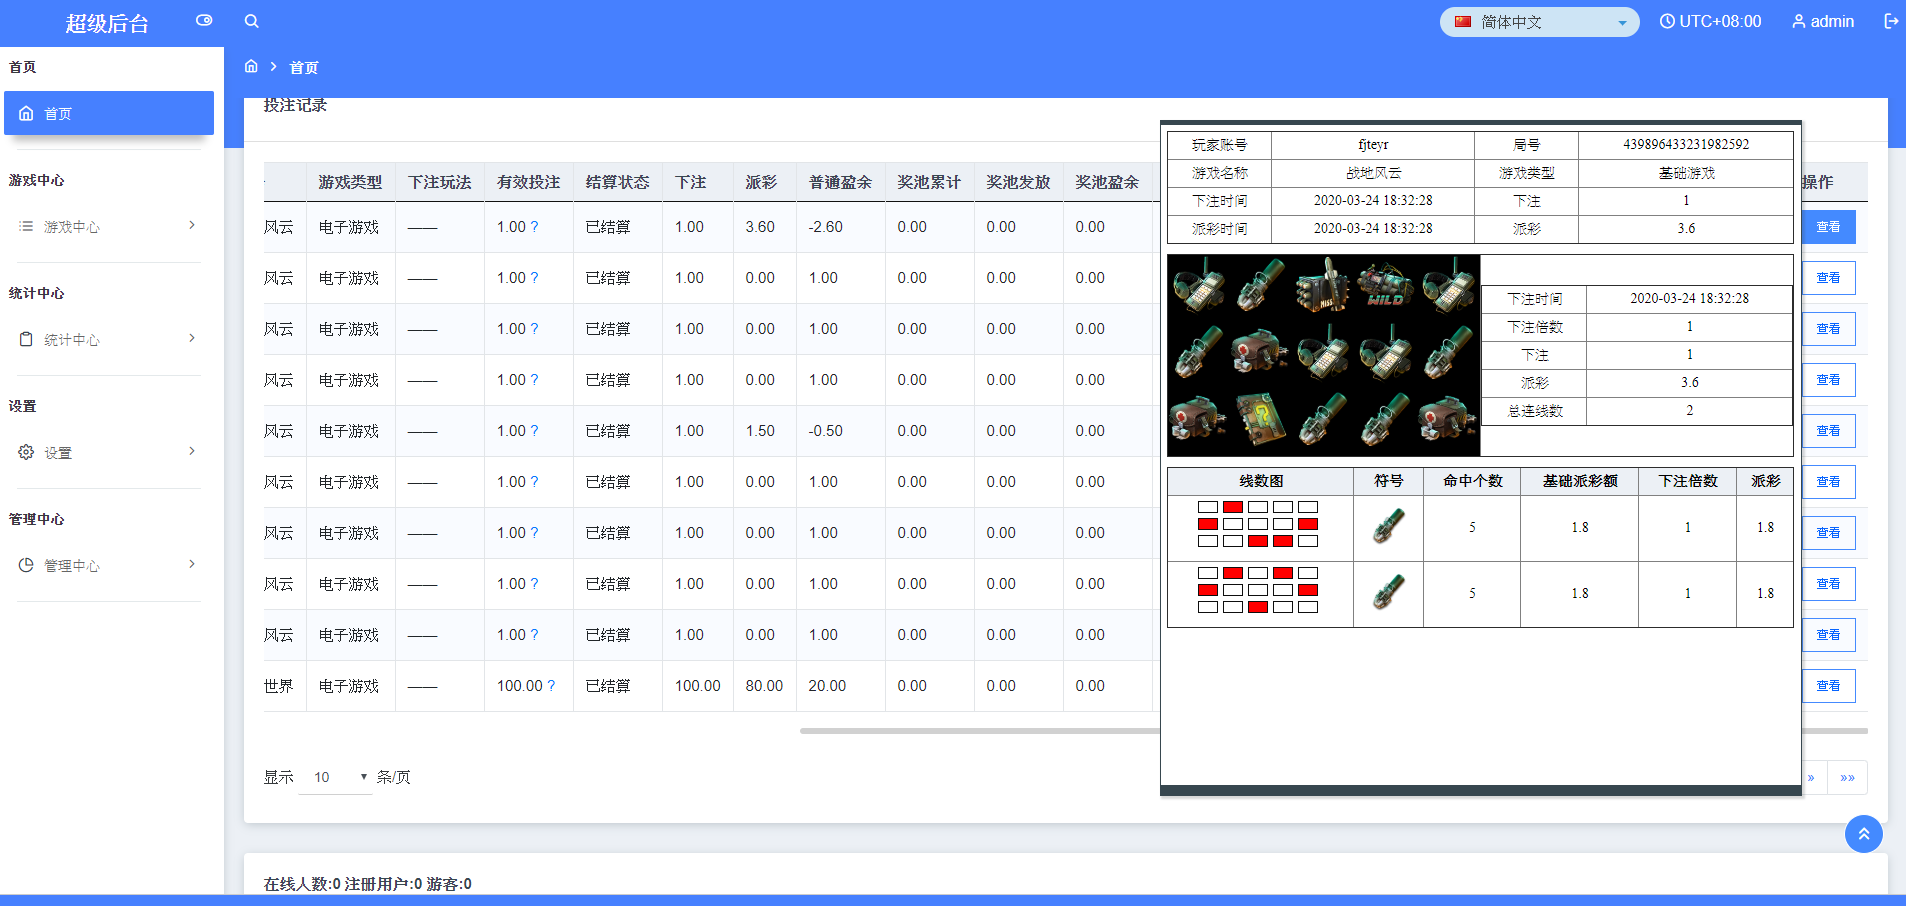 超级后台
简体中文
UTC+08:00
admin
首页
首页
首页
游戏中心
游戏中心
统计中心
统计中心
设置
设置
管理中心
管理中心
投注记录
游戏类型 下注玩法 有效投注 结算状态 下注 派彩 普通盈余 奖池累计 奖池发放 奖池盈余 操作
风云 电子游戏 —— 1.00 ? 已结算 1.00 3.60 -2.60 0.00 0.00 0.00 查看
风云 电子游戏 —— 1.00 ? 已结算 1.00 0.00 1.00 0.00 0.00 0.00 查看
风云 电子游戏 —— 1.00 ? 已结算 1.00 0.00 1.00 0.00 0.00 0.00 查看
风云 电子游戏 —— 1.00 ? 已结算 1.00 0.00 1.00 0.00 0.00 0.00 查看
风云 电子游戏 —— 1.00 ? 已结算 1.00 1.50 -0.50 0.00 0.00 0.00 查看
风云 电子游戏 —— 1.00 ? 已结算 1.00 0.00 1.00 0.00 0.00 0.00 查看
风云 电子游戏 —— 1.00 ? 已结算 1.00 0.00 1.00 0.00 0.00 0.00 查看
风云 电子游戏 —— 1.00 ? 已结算 1.00 0.00 1.00 0.00 0.00 0.00 查看
风云 电子游戏 —— 1.00 ? 已结算 1.00 0.00 1.00 0.00 0.00 0.00 查看
世界 电子游戏 —— 100.00 ? 已结算 100.00 80.00 20.00 0.00 0.00 0.00 查看
显示 10 条/页
» »»
在线人数:0 注册用户:0 游客:0
玩家账号 fjteyr 局号 439896433231982592
游戏名称 战地风云 游戏类型 基础游戏
下注时间 2020-03-24 18:32:28 下注 1
派彩时间 2020-03-24 18:32:28 派彩 3.6
MISS
WILD
下注时间 2020-03-24 18:32:28
下注倍数 1
下注 1
派彩 3.6
总连线数 2
线数图 符号 命中个数 基础派彩额 下注倍数 派彩
5 1.8 1 1.8
5 1.8 1 1.8